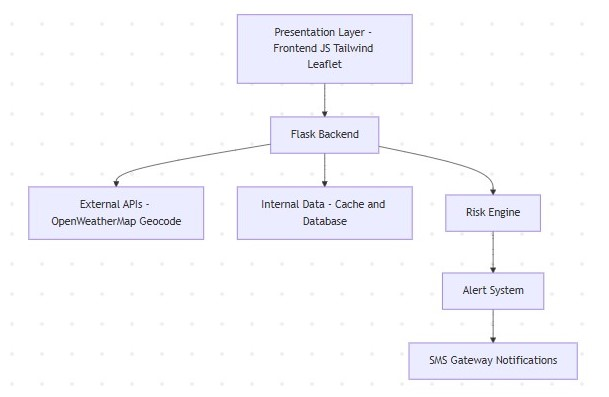 Presentation Layer -
Frontend JS Tailwind
Leaflet
Flask Backend
External APIs -
OpenWeatherMap Geocode
Internal Data - Cache and
Database
Risk Engine
Alert System
SMS Gateway Notifications